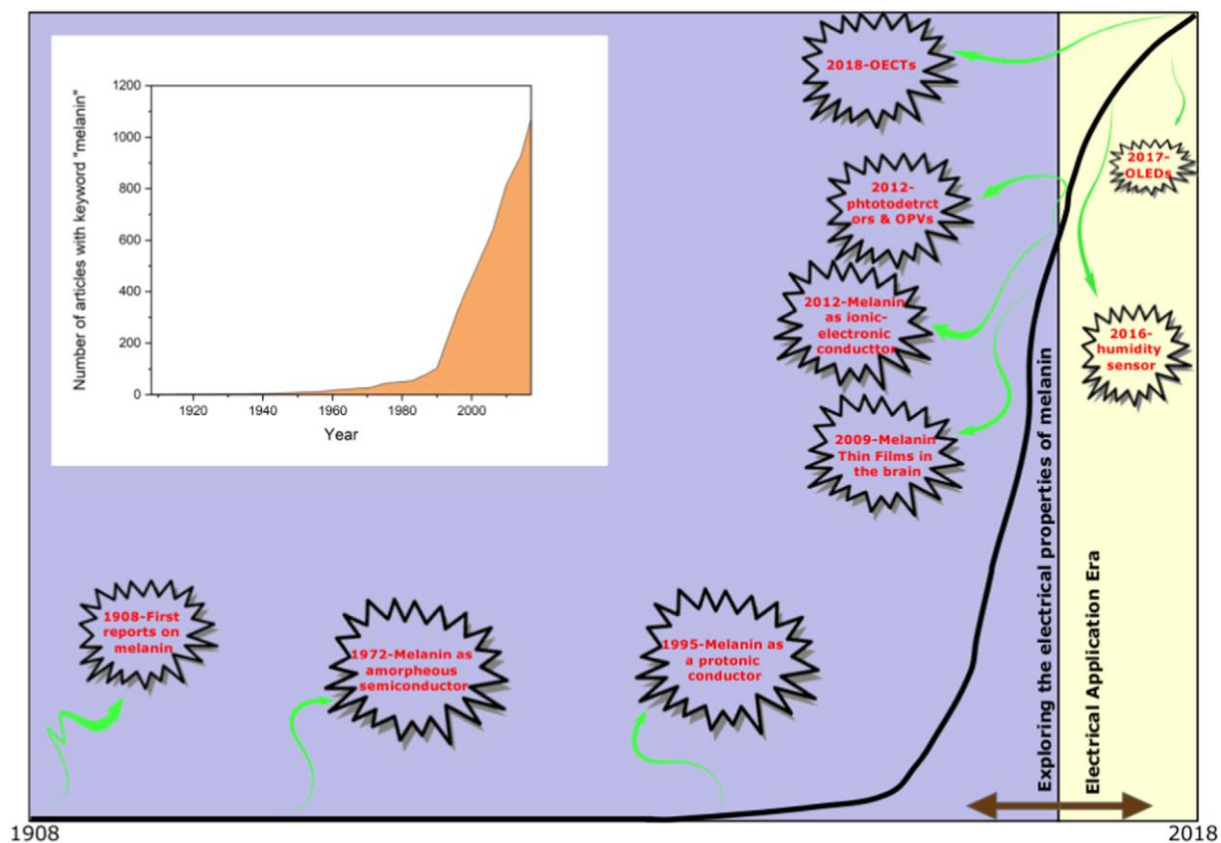 Number of articles with keyword "melanin"
1200
1000
800
600
400
200
0
1920
1940
1960
1980
2000
Year
2018-OECTs
2017-
OLEDs
2012-
phtotodetrct
ors & OPVs
2012-Melanin
as ionic-
electronic
conducttor
2016-
humidity
sensor
2009-Melanin
Thin Films in
the brain
1908-First
reports on
melanin
1972-Melanin as
amorpheous
semiconductor
1995-Melanin as
a protonic
conductor
Exploring the electrical properties of melanin
Electrical Application Era
1908
2018